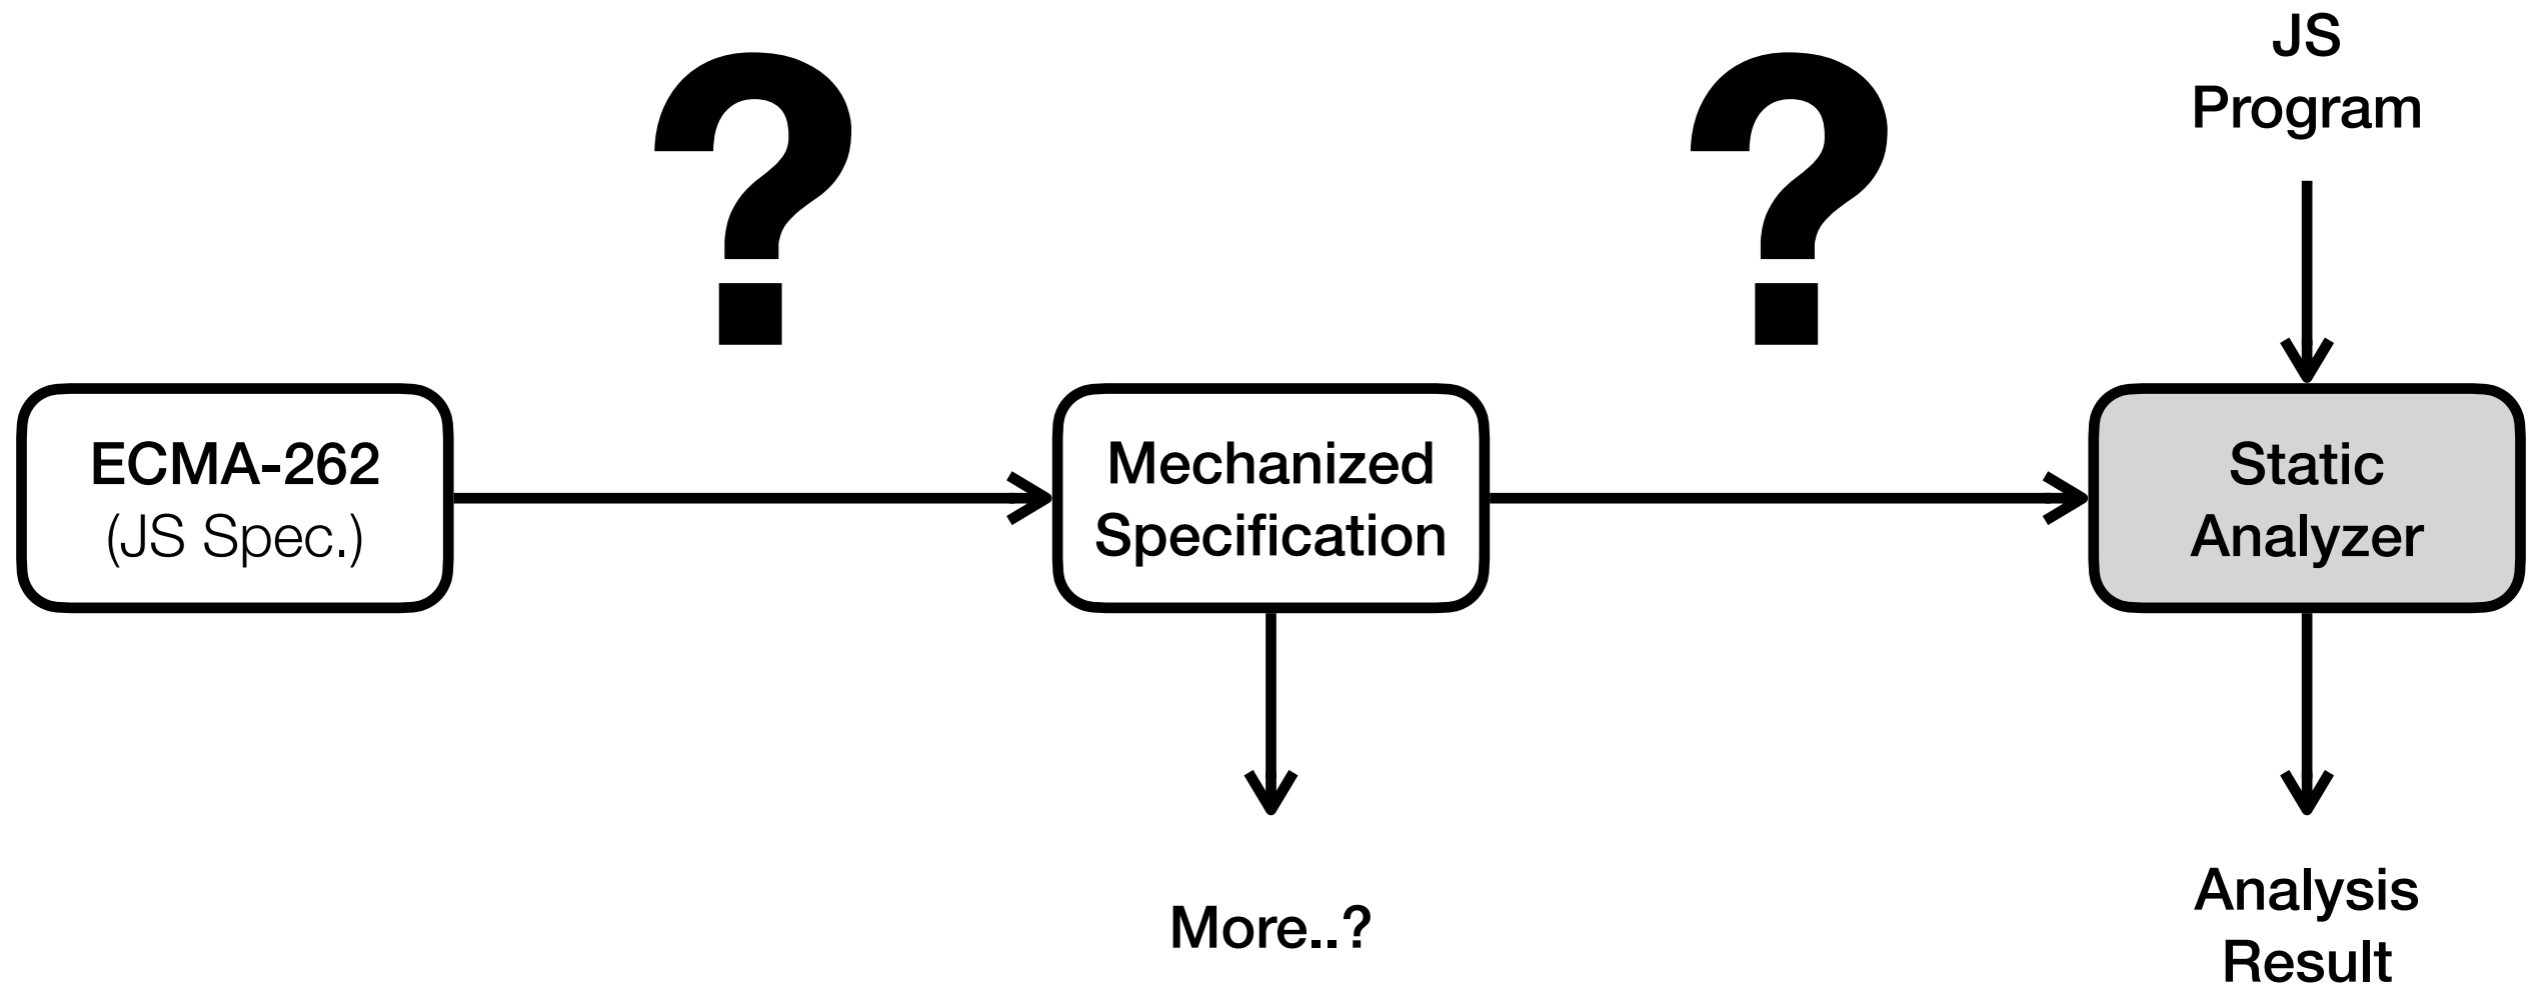 ?
?
JS
Program
ECMA-262
(JS Spec.)
Mechanized
Specification
Static
Analyzer
More..?
Analysis
Result